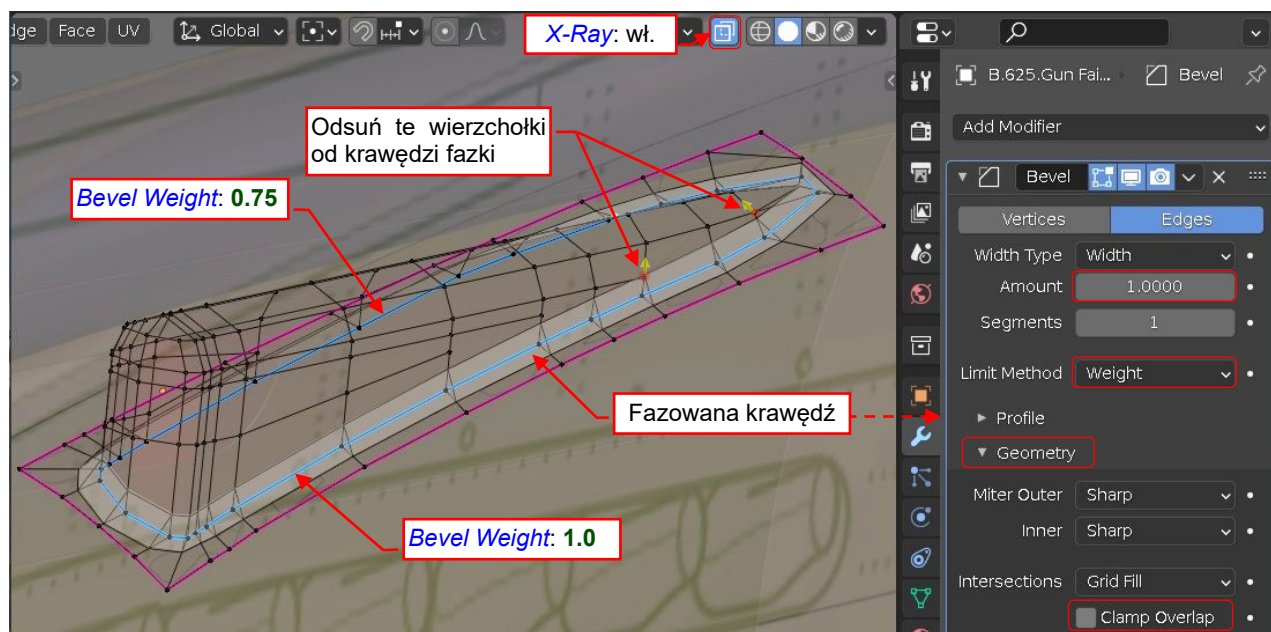 dge Face UV Global
X-Ray: wł.
Odsuń te wierzchołki
od krawędzi fazki
Bevel Weight: 0.75
Fazowana krawędź
Bevel Weight: 1.0
B.625.Gun Fai... Bevel
Add Modifier
Bevel
Vertices Edges
Width Type Width
Amount 1.0000
Segments 1
Limit Method Weight
Profile
Geometry
Miter Outer Sharp
Inner Sharp
Intersections Grid Fill
Clamp Overlap